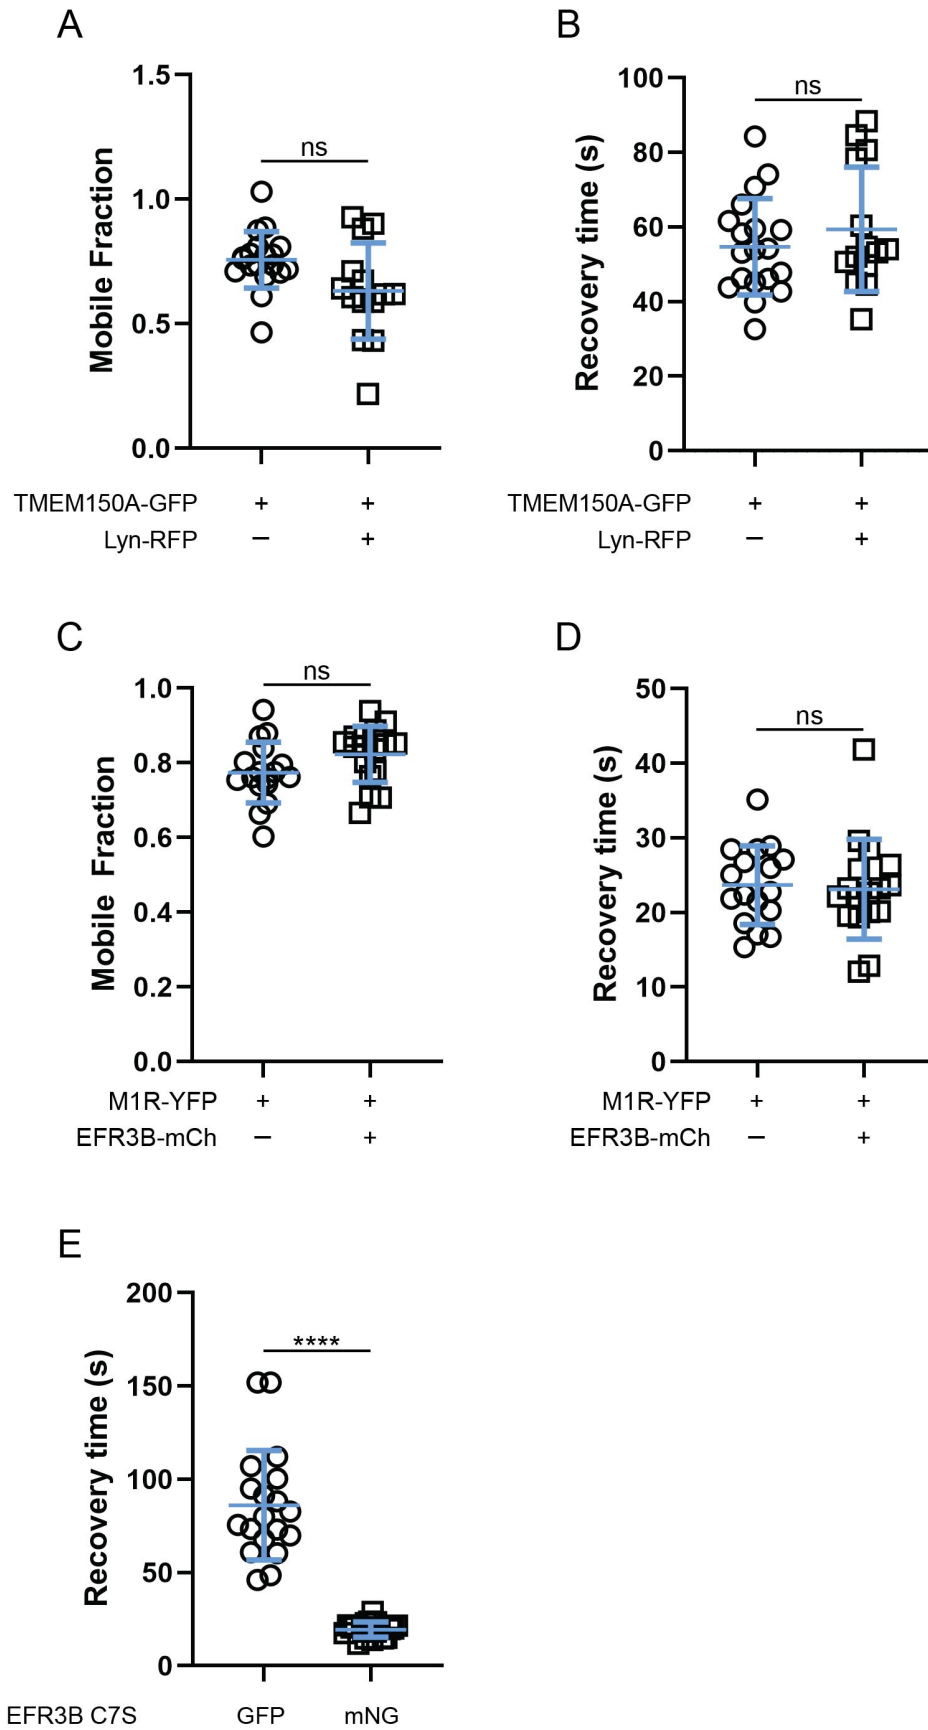 A
Mobile Fraction
1.5
1.0
0.5
0.0
ns
TMEM150A-GFP + +
Lyn-RFP − +
B
Recovery time (s)
100
80
60
40
20
0
ns
TMEM150A-GFP + +
Lyn-RFP − +
C
Mobile Fraction
1.0
0.8
0.6
0.4
0.2
0.0
ns
M1R-YFP + +
EFR3B-mCh − +
D
Recovery time (s)
50
40
30
20
10
0
ns
M1R-YFP + +
EFR3B-mCh − +
E
Recovery time (s)
200
150
100
50
0
****
EFR3B C7S GFP mNG